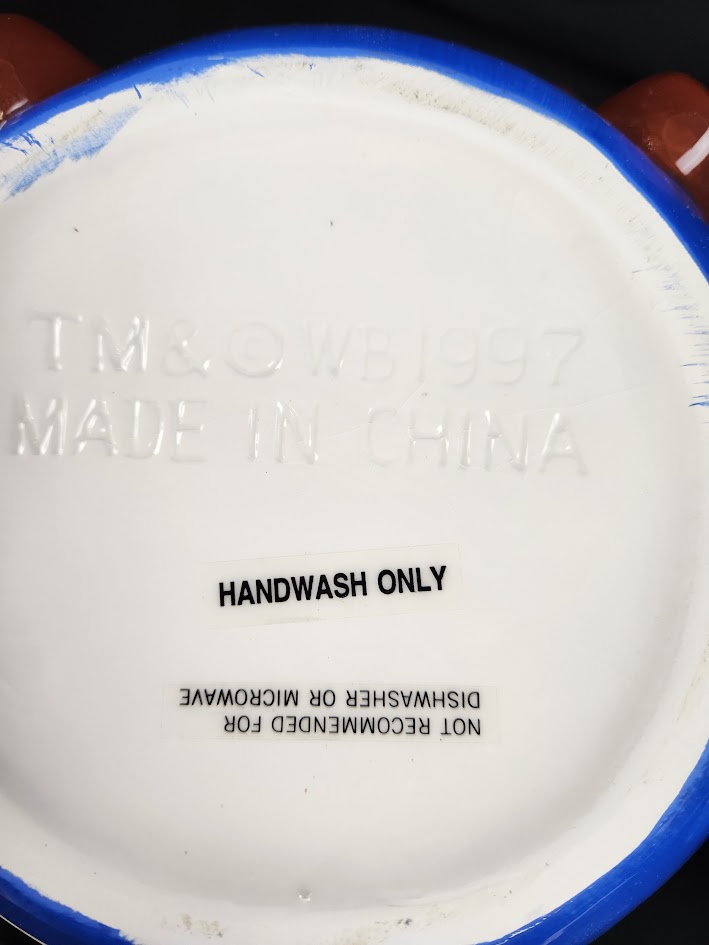 TM&©WB1997
MADE IN CHINA
HANDWASH ONLY
NOT RECOMMENDED FOR
DISHWASHER OR MICROWAVE